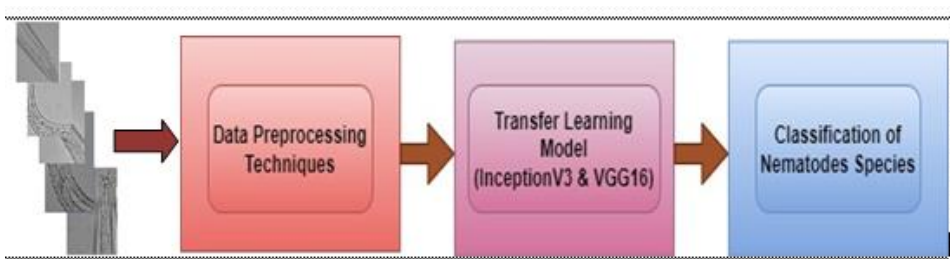 Data Preprocessing
Techniques
Transfer Learning
Model
(InceptionV3 & VGG16)
Classification of
Nematodes Species